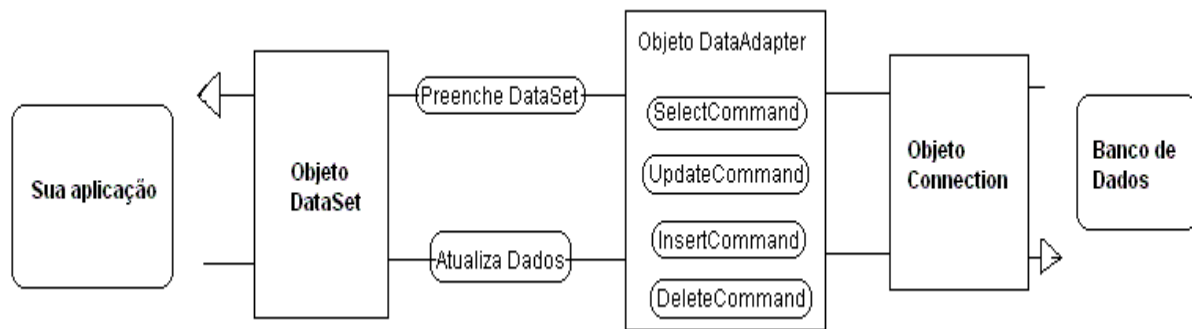 Sua aplicação
Objeto
DataSet
Preenche DataSet
Atualiza Dados
Objeto DataAdapter
SelectCommand
UpdateCommand
InsertCommand
DeleteCommand
Objeto
Connection
Banco de
Dados